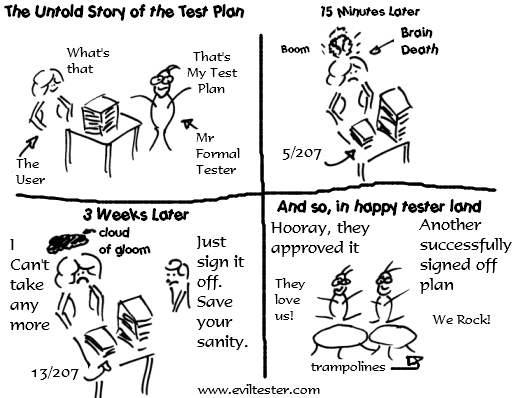 The Untold Story of the Test Plan
What's
that
That's
My Test
Plan
The
User
Mr
Formal
Tester
15 Minutes Later
Boom
Brain
Death
5/207
3 Weeks Later
cloud
of gloom
I
Can't
take
any
more
Just
sign it
off.
Save
your
sanity.
13/207
And so, in happy tester land
Hooray, they
approved it
Another
successfully
signed off
plan
They
love
us!
We Rock!
trampolines
www.eviltester.com